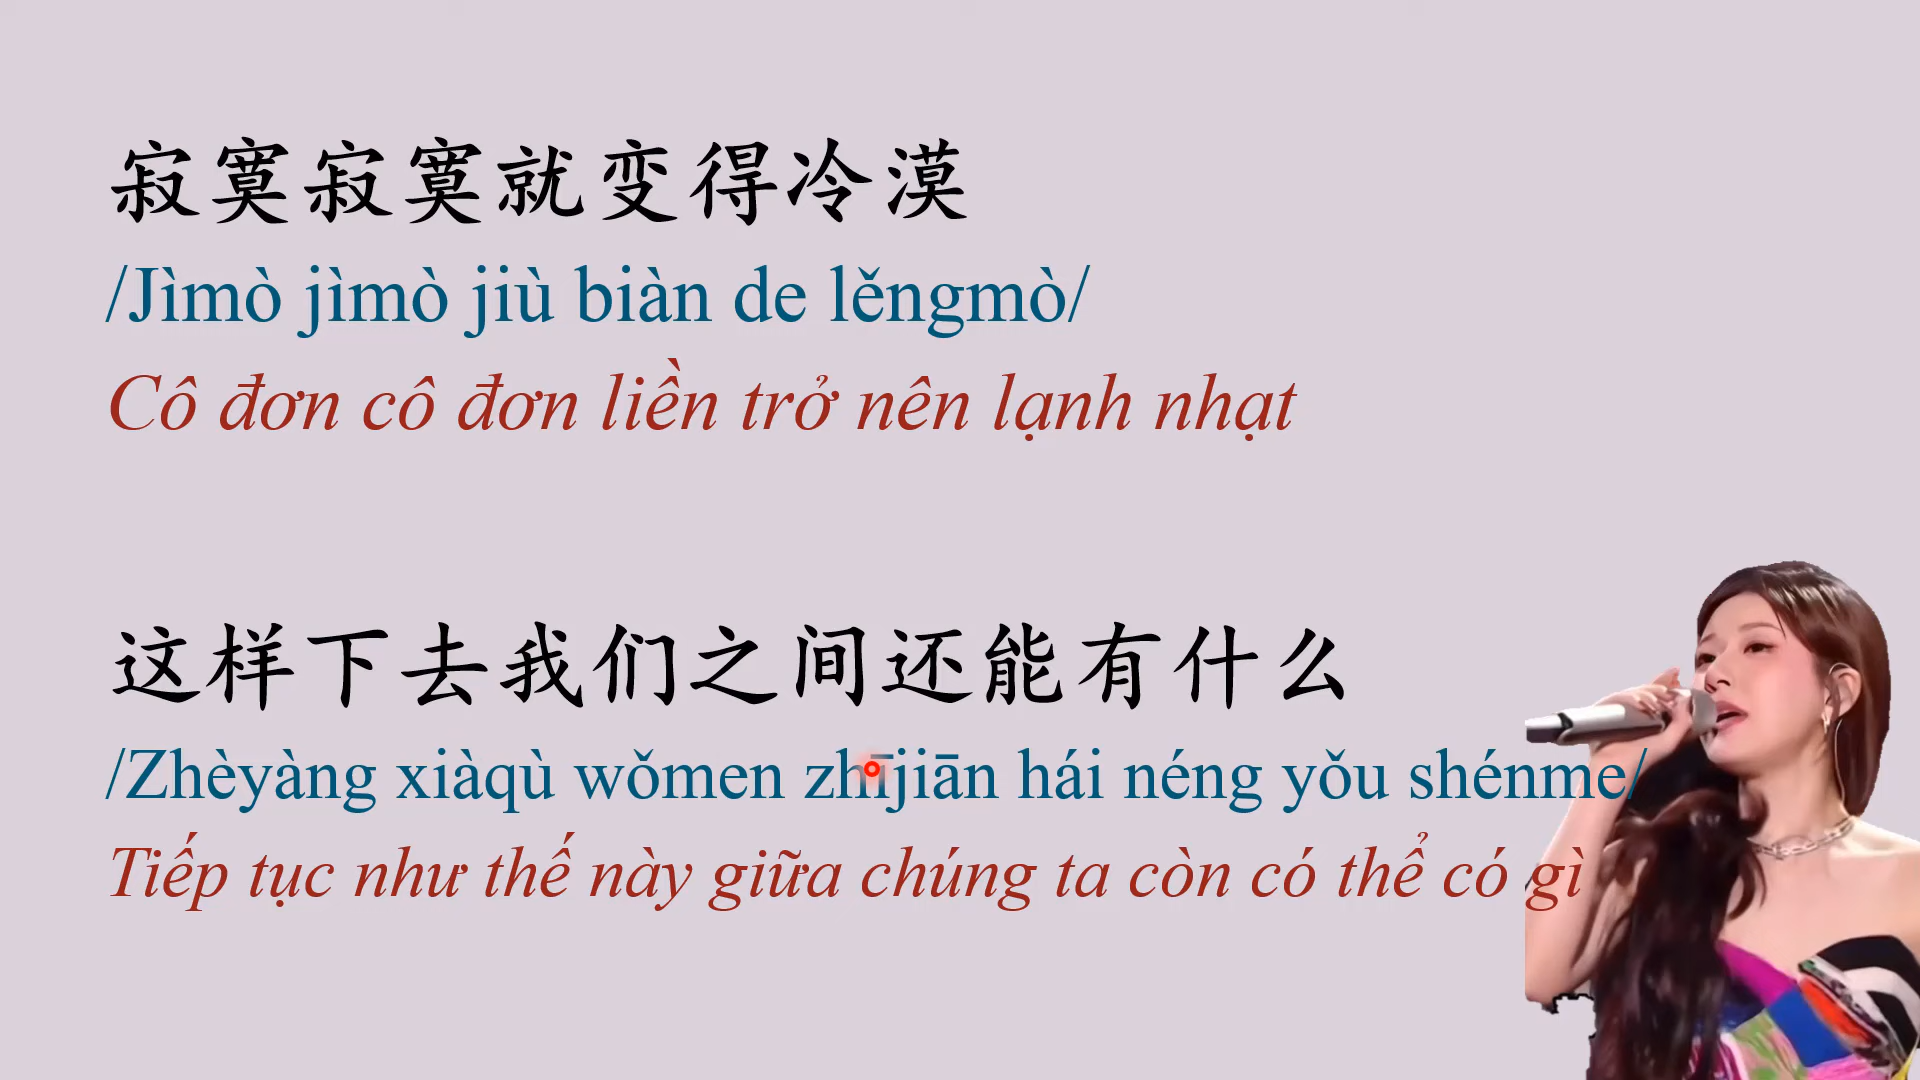 寂寞寂寞就变得冷漠
/Jìmò jìmò jiù biàn de lěngmò/
Cô đơn cô đơn liền trở nên lạnh nhạt
这样下去我们之间还能有什么
/Zhèyàng xiàqù wǒmen zhījiān hái néng yǒu shénme/
Tiếp tục như thế này giữa chúng ta còn có thể có gì